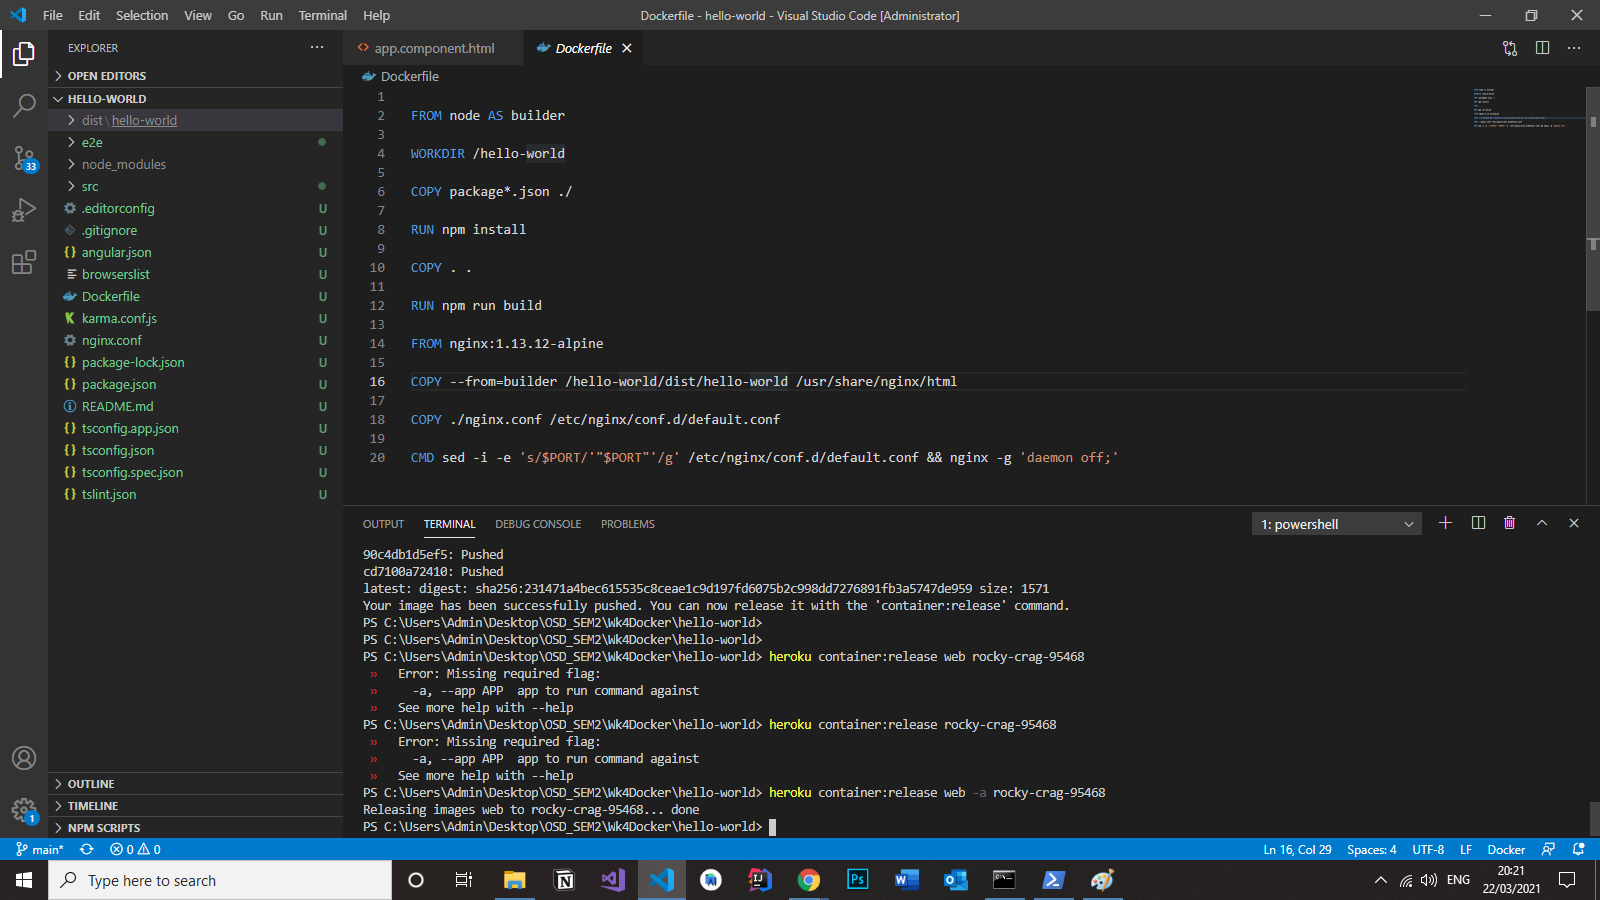 File Edit Selection View Go Run Terminal Help Dockerfile - hello-world - Visual Studio Code [Administrator]
EXPLORER
OPEN EDITORS
HELLO-WORLD
dist\hello-world
e2e
node_modules
src
.editorconfig U
.gitignore U
angular.json U
browserslist U
Dockerfile U
karma.conf.js U
nginx.conf U
package-lock.json U
package.json U
README.md U
tsconfig.app.json U
tsconfig.json U
tsconfig.spec.json U
tslint.json U
OUTLINE
TIMELINE
NPM SCRIPTS
33
1
app.component.html Dockerfile
Dockerfile
1
2 FROM node AS builder
3
4 WORKDIR /hello-world
5
6 COPY package*.json ./
7
8 RUN npm install
9
10 COPY . .
11
12 RUN npm run build
13
14 FROM nginx:1.13.12-alpine
15
16 COPY --from=builder /hello-world/dist/hello-world /usr/share/nginx/html
17
18 COPY ./nginx.conf /etc/nginx/conf.d/default.conf
19
20 CMD sed -i -e 's/$PORT/'"$PORT"'/g' /etc/nginx/conf.d/default.conf && nginx -g 'daemon off;'
OUTPUT TERMINAL DEBUG CONSOLE PROBLEMS 1: powershell
90c4db1d5ef5: Pushed
cd7100a72410: Pushed
latest: digest: sha256:231471a4bec615535c8ceae1c9d197fd6075b2c998dd7276891fb3a5747de959 size: 1571
Your image has been successfully pushed. You can now release it with the 'container:release' command.
PS C:\Users\Admin\Desktop\OSD_SEM2\Wk4Docker\hello-world>
PS C:\Users\Admin\Desktop\OSD_SEM2\Wk4Docker\hello-world>
PS C:\Users\Admin\Desktop\OSD_SEM2\Wk4Docker\hello-world> heroku container:release web rocky-crag-95468
» Error: Missing required flag:
» -a, --app APP app to run command against
» See more help with --help
PS C:\Users\Admin\Desktop\OSD_SEM2\Wk4Docker\hello-world> heroku container:release rocky-crag-95468
» Error: Missing required flag:
» -a, --app APP app to run command against
» See more help with --help
PS C:\Users\Admin\Desktop\OSD_SEM2\Wk4Docker\hello-world> heroku container:release web -a rocky-crag-95468
Releasing images web to rocky-crag-95468... done
PS C:\Users\Admin\Desktop\OSD_SEM2\Wk4Docker\hello-world>
main* 0 0 Ln 16, Col 29 Spaces: 4 UTF-8 LF Docker
Type here to search
ENG
20:21
22/03/2021